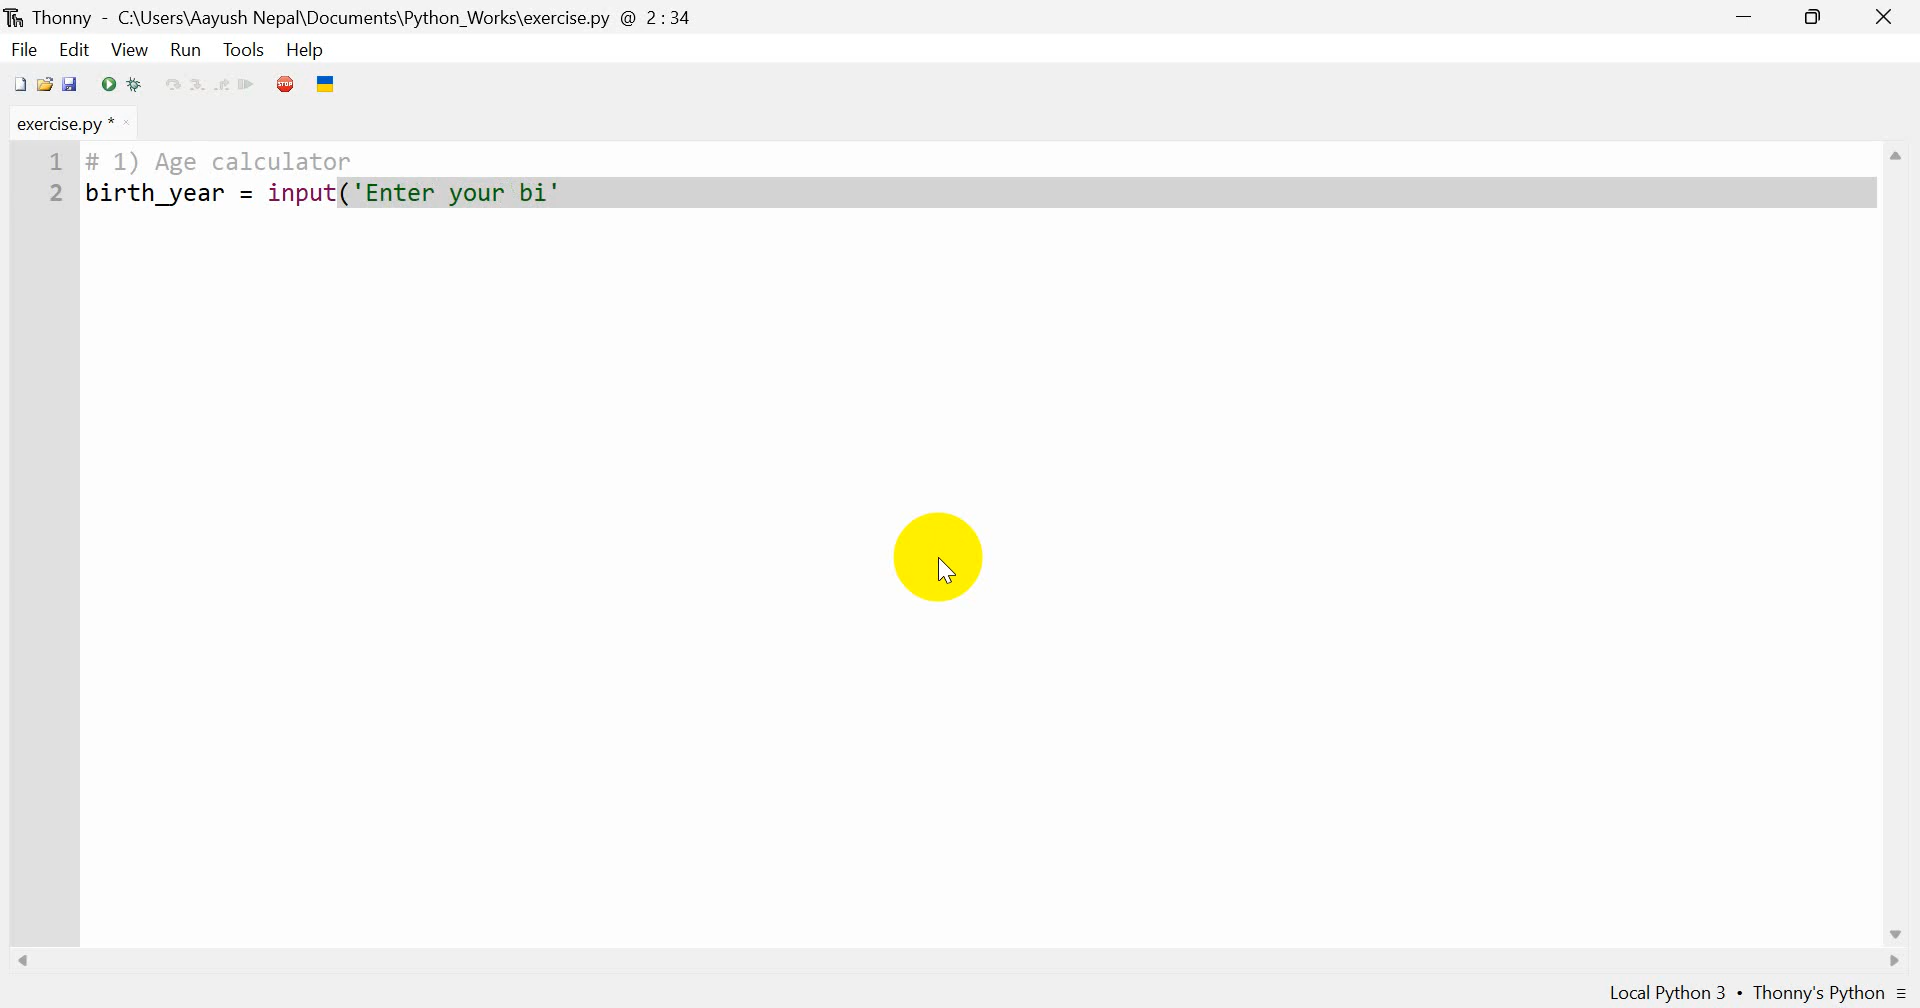 Thonny - C:\Users\Aayush Nepal\Documents\Python_Works\exercise.py @ 2 : 34
File Edit View Run Tools Help
STOP
exercise.py * ×
1 # 1) Age calculator
2 birth_year = input('Enter your bi'
Local Python 3 • Thonny's Python ≡